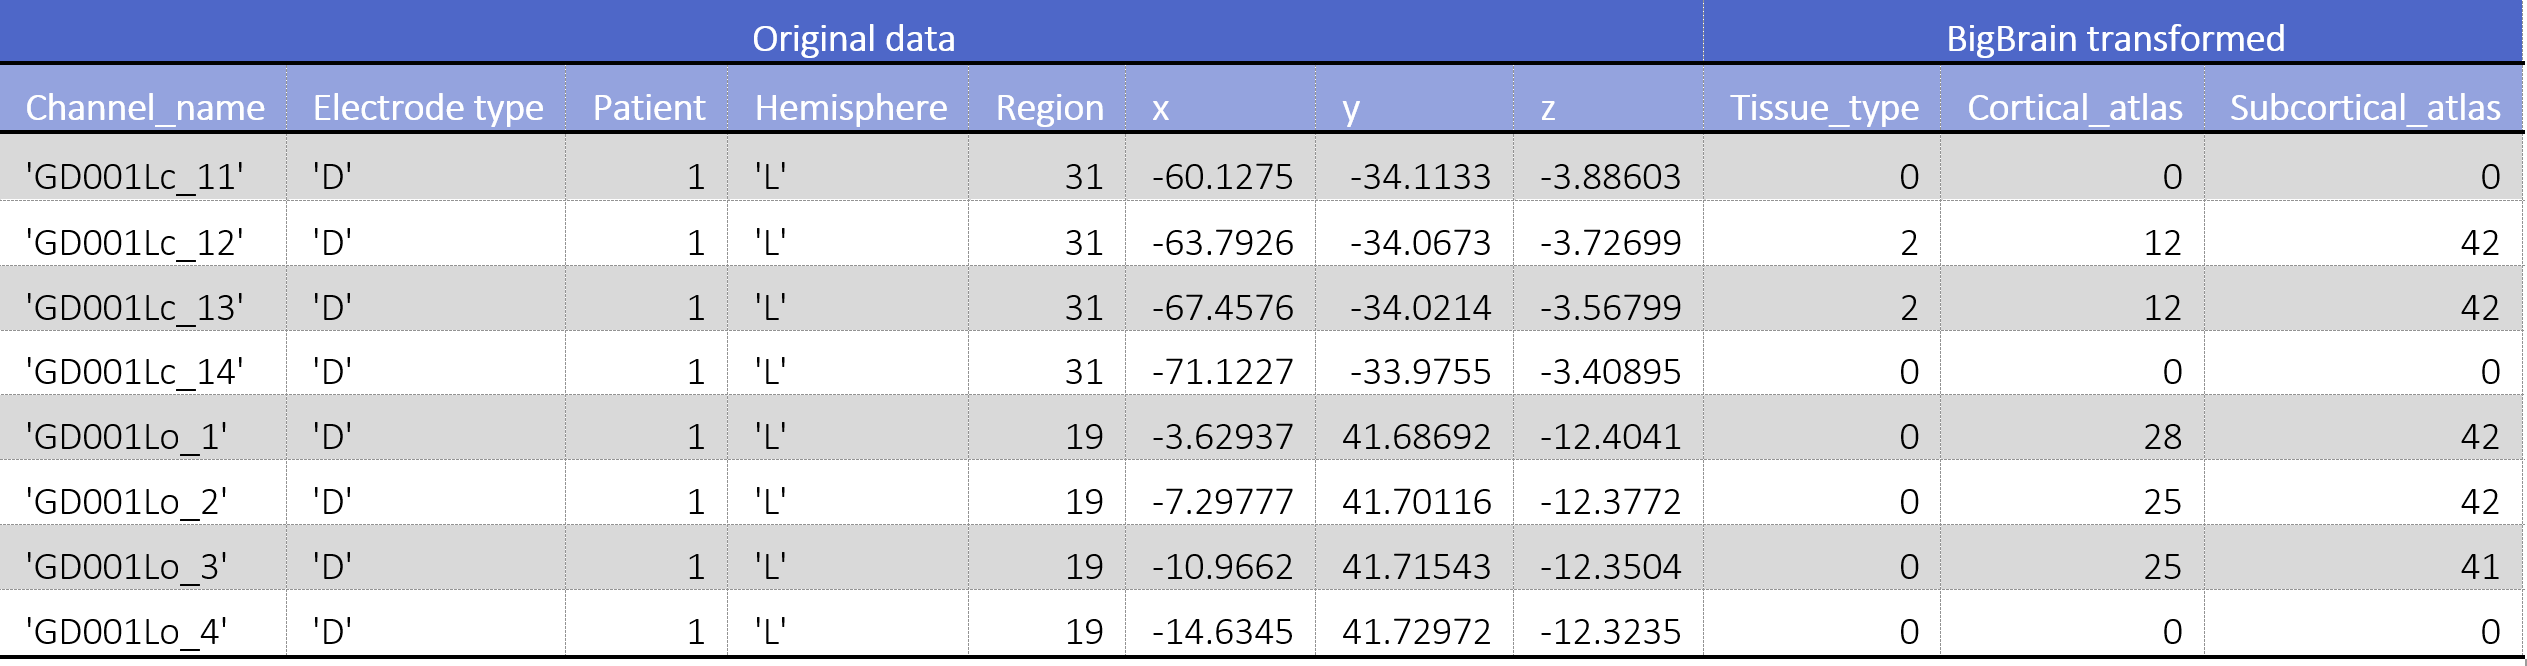 Original data BigBrain transformed
Channel_name Electrode type Patient Hemisphere Region x y z Tissue_type Cortical_atlas Subcortical_atlas
'GD001Lc_11' 'D' 1 'L' 31 -60.1275 -34.1133 -3.88603 0 0 0
'GD001Lc_12' 'D' 1 'L' 31 -63.7926 -34.0673 -3.72699 2 12 42
'GD001Lc_13' 'D' 1 'L' 31 -67.4576 -34.0214 -3.56799 2 12 42
'GD001Lc_14' 'D' 1 'L' 31 -71.1227 -33.9755 -3.40895 0 0 0
'GD001Lo_1' 'D' 1 'L' 19 -3.62937 41.68692 -12.4041 0 28 42
'GD001Lo_2' 'D' 1 'L' 19 -7.29777 41.70116 -12.3772 0 25 42
'GD001Lo_3' 'D' 1 'L' 19 -10.9662 41.71543 -12.3504 0 25 41
'GD001Lo_4' 'D' 1 'L' 19 -14.6345 41.72972 -12.3235 0 0 0